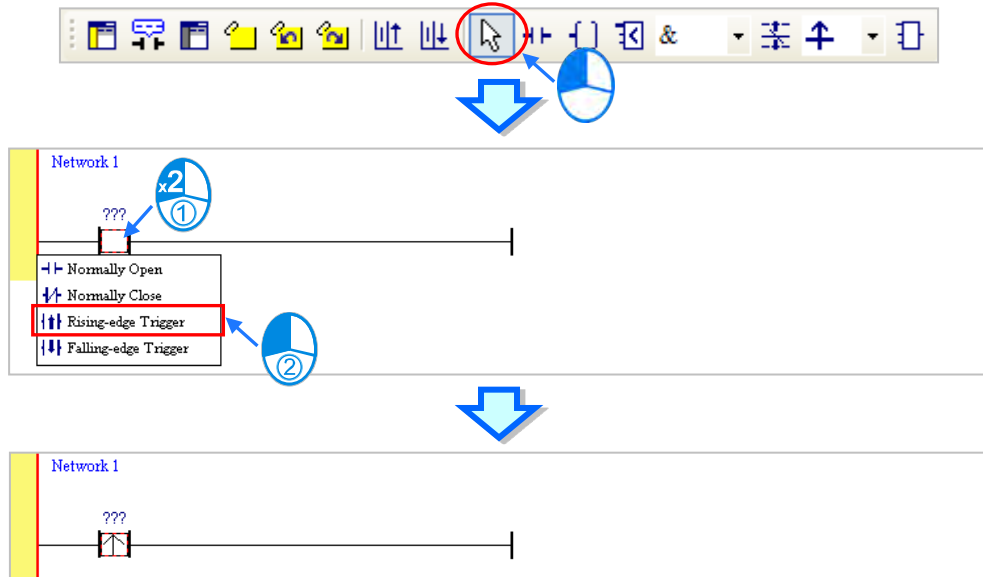 &
Network 1
x2
①
???
Normally Open
Normally Close
Rising-edge Trigger
Falling-edge Trigger
②
Network 1
???